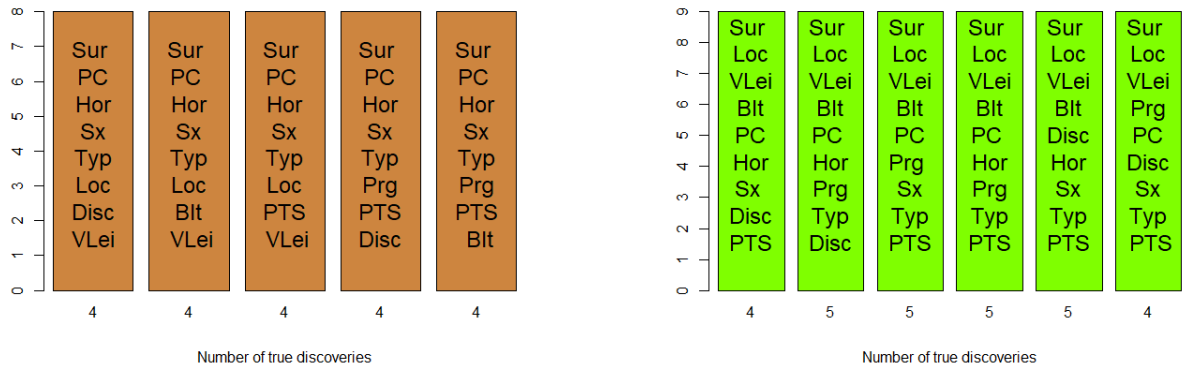 8
7
6
5
4
3
2
1
0
Sur Sur Sur Sur Sur
PC PC PC PC PC
Hor Hor Hor Hor Hor
Sx Sx Sx Sx Sx
Typ Typ Typ Typ Typ
Loc Loc Loc Prg Prg
Disc Blt PTS PTS PTS
VLei VLei VLei Disc Blt
4 4 4 4 4
Number of true discoveries
9
8
7
6
5
4
3
2
1
0
Sur Sur Sur Sur Sur Sur
Loc Loc Loc Loc Loc Loc
VLei VLei VLei VLei VLei VLei
Blt Blt Blt Blt Blt Prg
PC PC PC PC Disc PC
Hor Hor Prg Hor Hor Disc
Sx Prg Sx Prg Sx Sx
Disc Typ Typ Typ Typ Typ
PTS Disc PTS PTS PTS PTS
4 5 5 5 5 4
Number of true discoveries